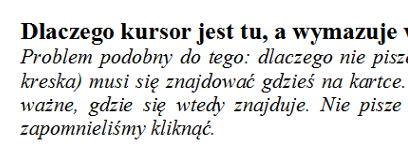 Dlaczego kursor jest tu, a wymazuje
Problem podobny do tego: dlaczego nie pisze
kreska) musi się znajdować gdzieś na kartce.
ważne, gdzie się wtedy znajduje. Nie pisze
zapomnieliśmy kliknąć.